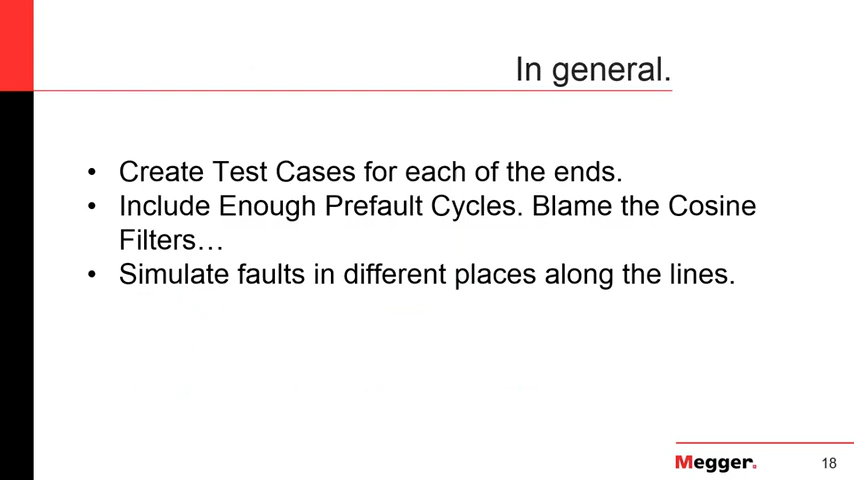 In general.
• Create Test Cases for each of the ends.
• Include Enough Prefault Cycles. Blame the Cosine
Filters…
• Simulate faults in different places along the lines.
Megger.
18